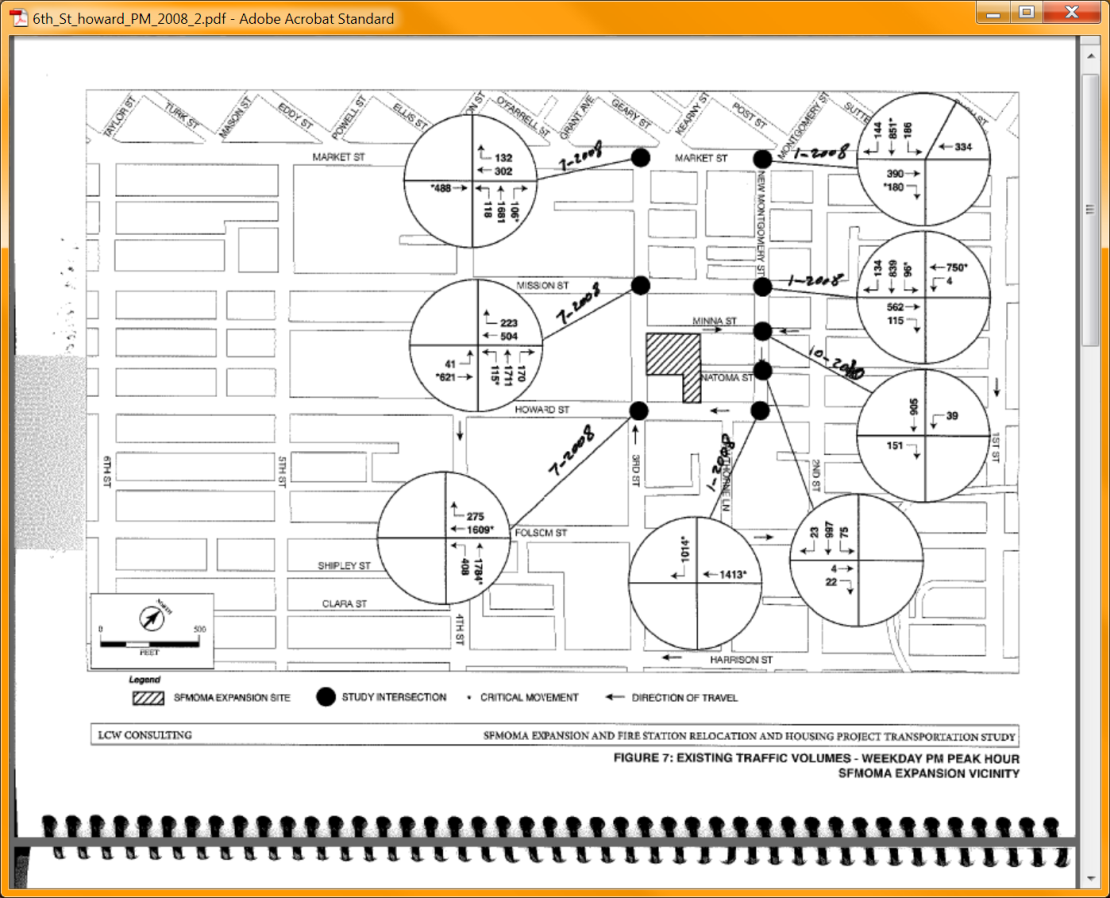 6th_St_howard_PM_2008_2.pdf - Adobe Acrobat Standard
TAYLOR ST
TURK ST
MASON ST
EDDY ST
POWELL ST
ELLIS ST
ON ST
O'FARRELL ST
GRANT AVE
GEARY ST
KEARNY ST
POST ST
MONTGOMERY ST
SUTTE
MARKET ST
MARKET ST
132
302
*488
118
1681
106*
7-2008
1-2008
144
851*
186
334
390
*180
NEW MONTGOMERY ST
MISSION ST
223
504
41
*621
115*
1711
170
7-2008
1-2008
134
839
96*
750*
4
562
115
MINNA ST
NATOMA ST
905
39
151
HOWARD ST
6TH ST
5TH ST
3RD ST
2ND ST
1ST ST
7-2008
275
1609*
408
1784*
FOLSOM ST
1014*
1413*
23
997
75
4
22
SHIPLEY ST
CLARA ST
4TH ST
HARRISON ST
NORTH
0 500
FEET
Legend
SFMOMA EXPANSION SITE
STUDY INTERSECTION
* CRITICAL MOVEMENT
DIRECTION OF TRAVEL
LCW CONSULTING
SFMOMA EXPANSION AND FIRE STATION RELOCATION AND HOUSING PROJECT TRANSPORTATION STUDY
FIGURE 7: EXISTING TRAFFIC VOLUMES - WEEKDAY PM PEAK HOUR
SFMOMA EXPANSION VICINITY